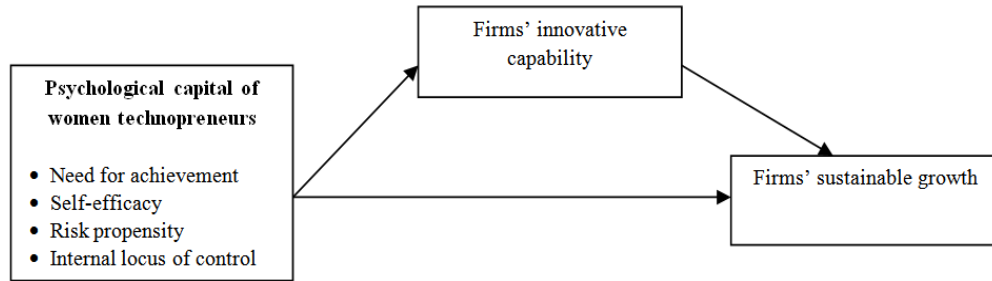 Firms’ innovative
capability
Psychological capital of
women technopreneurs
• Need for achievement
• Self-efficacy
• Risk propensity
• Internal locus of control
Firms’ sustainable growth